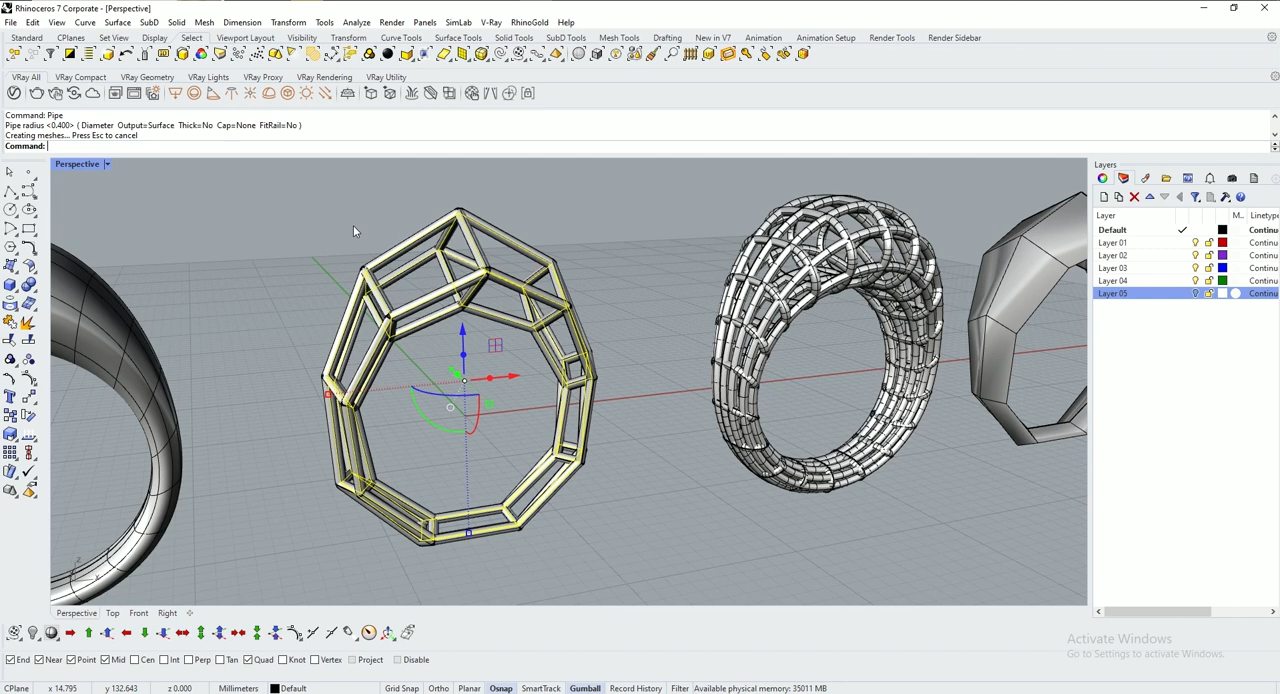 Rhinoceros 7 Corporate - [Perspective]
File Edit View Curve Surface SubD Solid Mesh Dimension Transform Tools Analyze Render Panels SimLab V-Ray RhinoGold Help
Standard CPlanes Set View Display Select Viewport Layout Visibility Transform Curve Tools Surface Tools Solid Tools SubD Tools Mesh Tools Drafting New in V7 Animation Animation Setup Render Tools Render Sidebar
VRay All VRay Compact VRay Geometry VRay Lights VRay Proxy VRay Rendering VRay Utility
Command: Pipe
Pipe radius <0.400> ( Diameter Output=Surface Thick=No Cap=None FitRail=No )
Creating meshes... Press Esc to cancel
Command:
Perspective
Layers
Layer M.. Linetype
Default Continu
Layer 01 Continu
Layer 02 Continu
Layer 03 Continu
Layer 04 Continu
Layer 05 Continu
z
x
Perspective Top Front Right
Activate Windows
Go to Settings to activate Windows.
End Near Point Mid Cen Int Perp Tan Quad Knot Vertex Project Disable
CPlane x 14.795 y 132.643 z 0.000 Millimeters Default Grid Snap Ortho Planar Osnap SmartTrack Gumball Record History Filter Available physical memory: 35011 MB